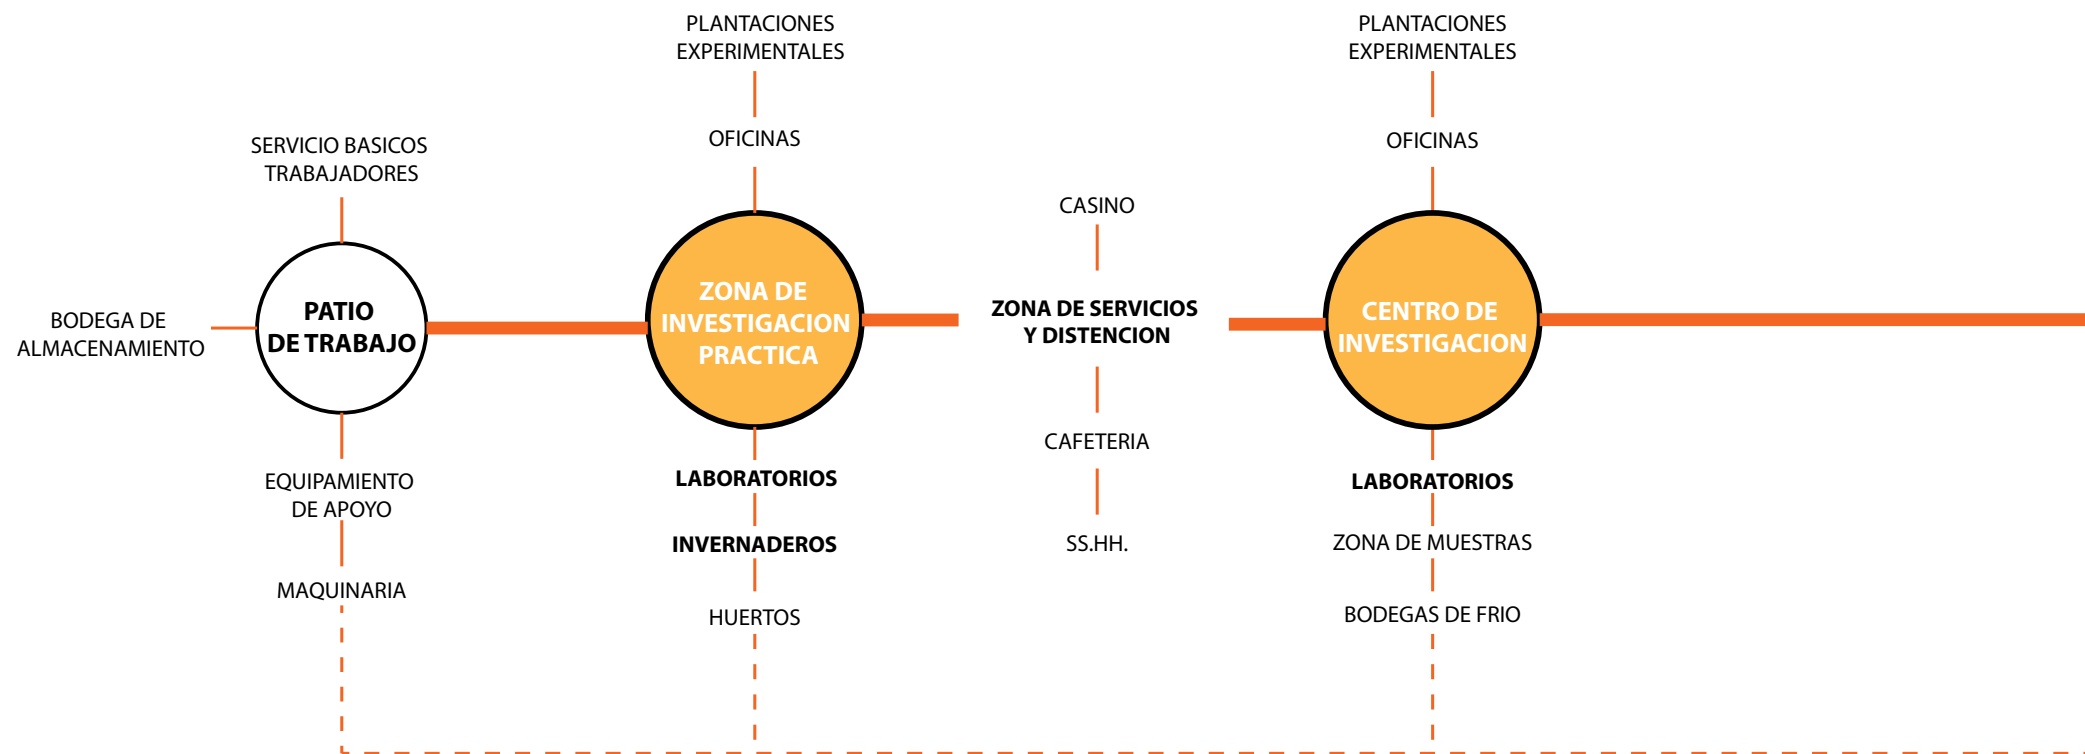 PLANTACIONES
EXPERIMENTALES
OFICINAS
PLANTACIONES
EXPERIMENTALES
OFICINAS
SERVICIO BASICOS
TRABAJADORES
CASINO
BODEGA DE
ALMACENAMIENTO
PATIO
DE TRABAJO
ZONA DE
INVESTIGACION
PRACTICA
ZONA DE SERVICIOS
Y DISTENCION
CENTRO DE
INVESTIGACION
EQUIPAMIENTO
DE APOYO
MAQUINARIA
LABORATORIOS
INVERNADEROS
HUERTOS
CAFETERIA
SS.HH.
LABORATORIOS
ZONA DE MUESTRAS
BODEGAS DE FRIO